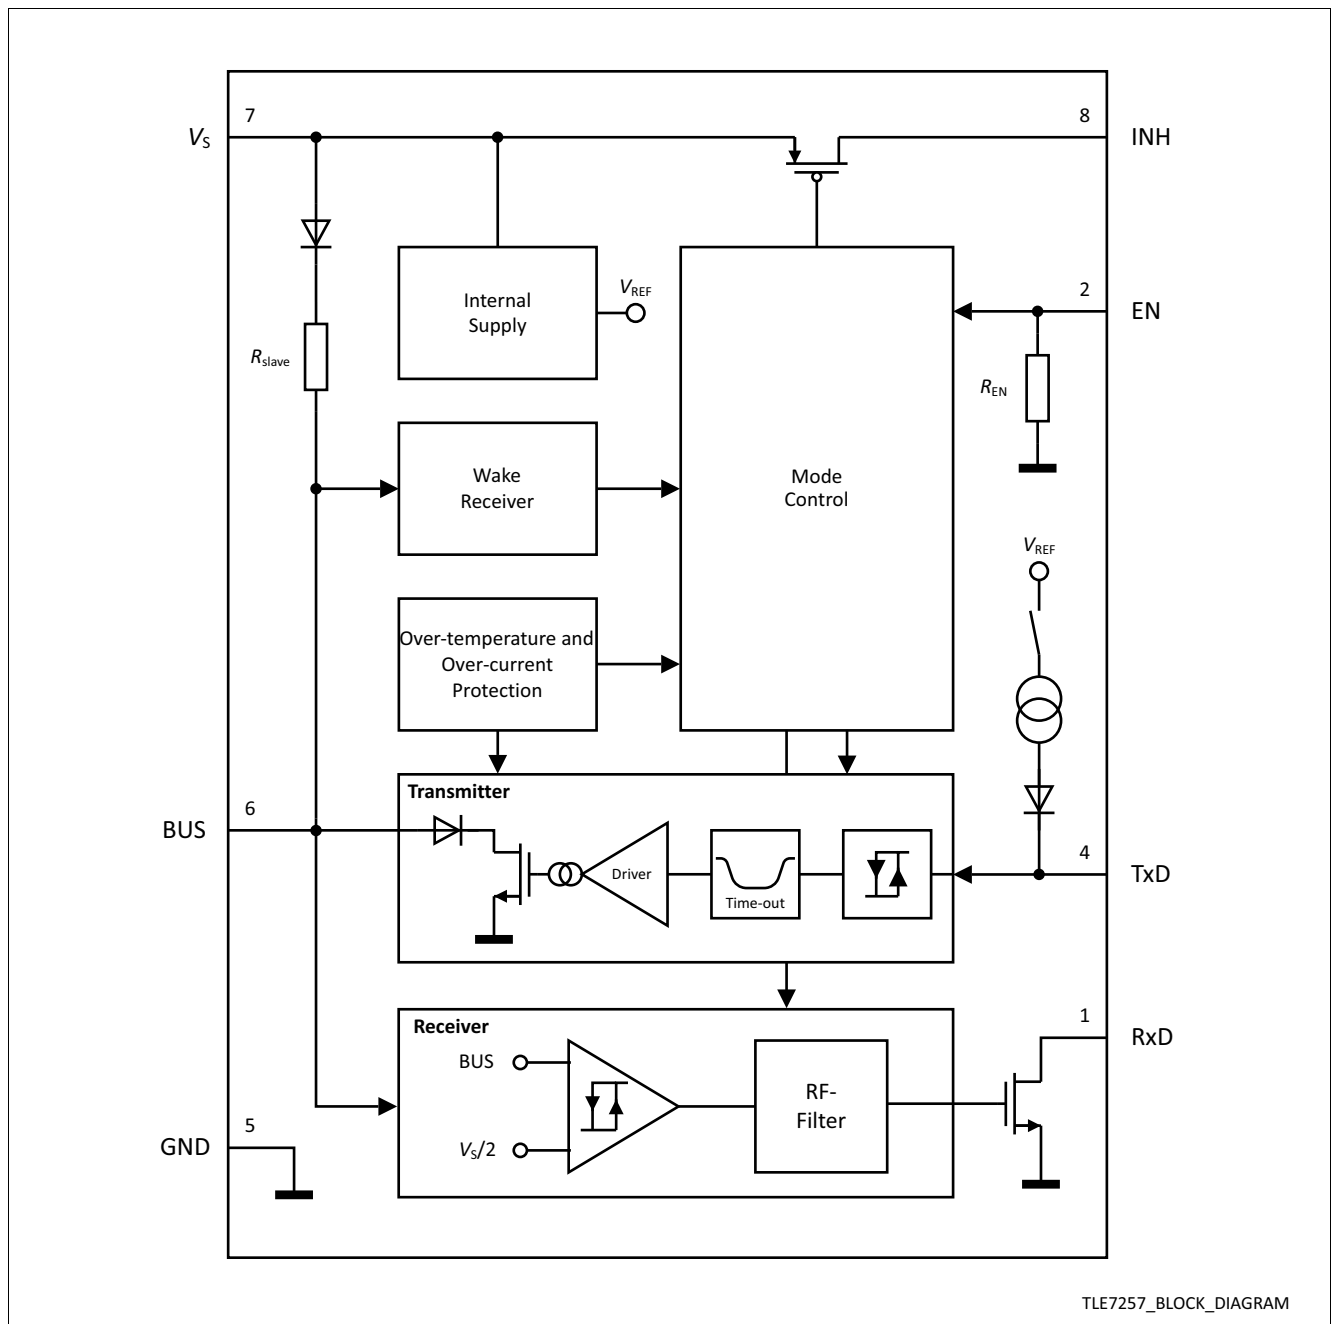 7
8
VS
INH
2
VREF
EN
Internal
Supply
Rslave
REN
Wake
Receiver
Mode
Control
VREF
Over-temperature and
Over-current
Protection
Transmitter
6
BUS
4
Driver
TxD
Time-out
Receiver
1
RxD
BUS
RF-
Filter
5
GND
VS/2
TLE7257_BLOCK_DIAGRAM